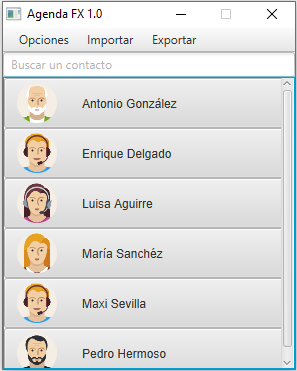 Agenda FX 1.0
Opciones Importar Exportar
Buscar un contacto
Antonio González
Enrique Delgado
Luisa Aguirre
María Sanchéz
Maxi Sevilla
Pedro Hermoso